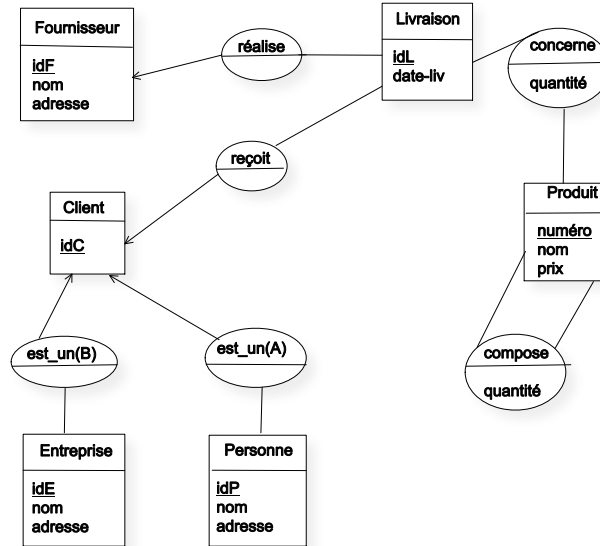 Fournisseur
idF
nom
adresse
réalise
Livraison
idL
date-liv
concerne
quantité
reçoit
Client
idC
Produit
numéro
nom
prix
est_un(B)
est_un(A)
compose
quantité
Entreprise
idE
nom
adresse
Personne
idP
nom
adresse